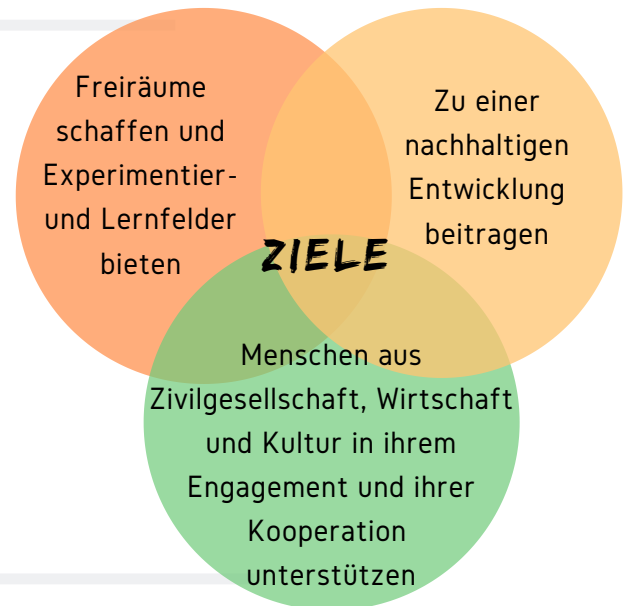 Freiräume
schaffen und
Experimentier-
und Lernfelder
bieten
Zu einer
nachhaltigen
Entwicklung
beitragen
ZIELE
Menschen aus
Zivilgesellschaft, Wirtschaft
und Kultur in ihrem
Engagement und ihrer
Kooperation
unterstützen